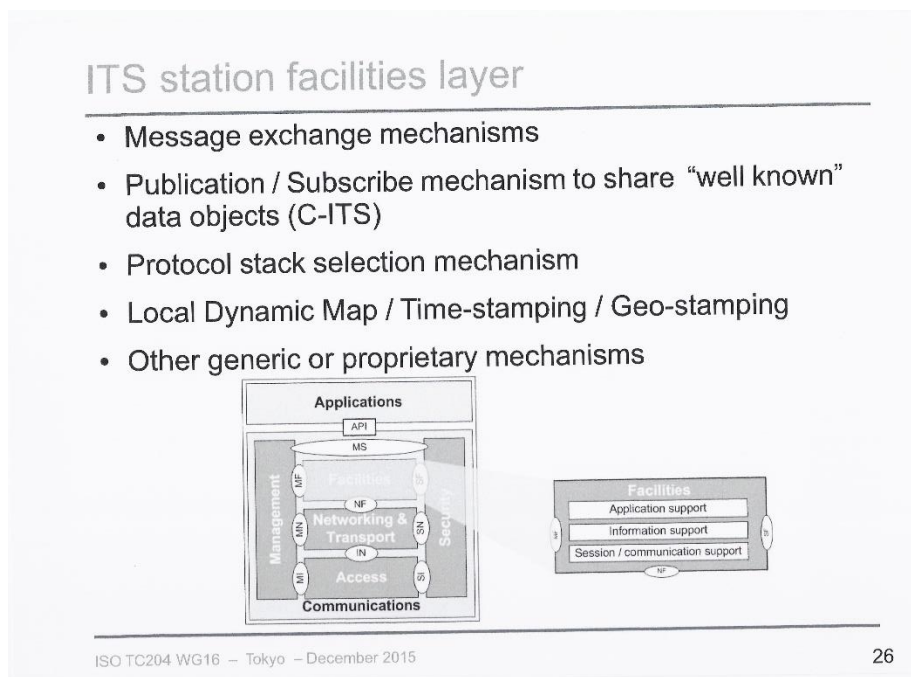 ITS station facilities layer
• Message exchange mechanisms
• Publication / Subscribe mechanism to share “well known”
data objects (C-ITS)
• Protocol stack selection mechanism
• Local Dynamic Map / Time-stamping / Geo-stamping
• Other generic or proprietary mechanisms
Applications
API
MS
Management
Security
MF
Facilities
SF
NF
MN
Networking &
Transport
SN
IN
MI
Access
SI
Communications
Facilities
Application support
Information support
Session / communication support
SF
NF
ISO TC204 WG16 – Tokyo – December 2015
26